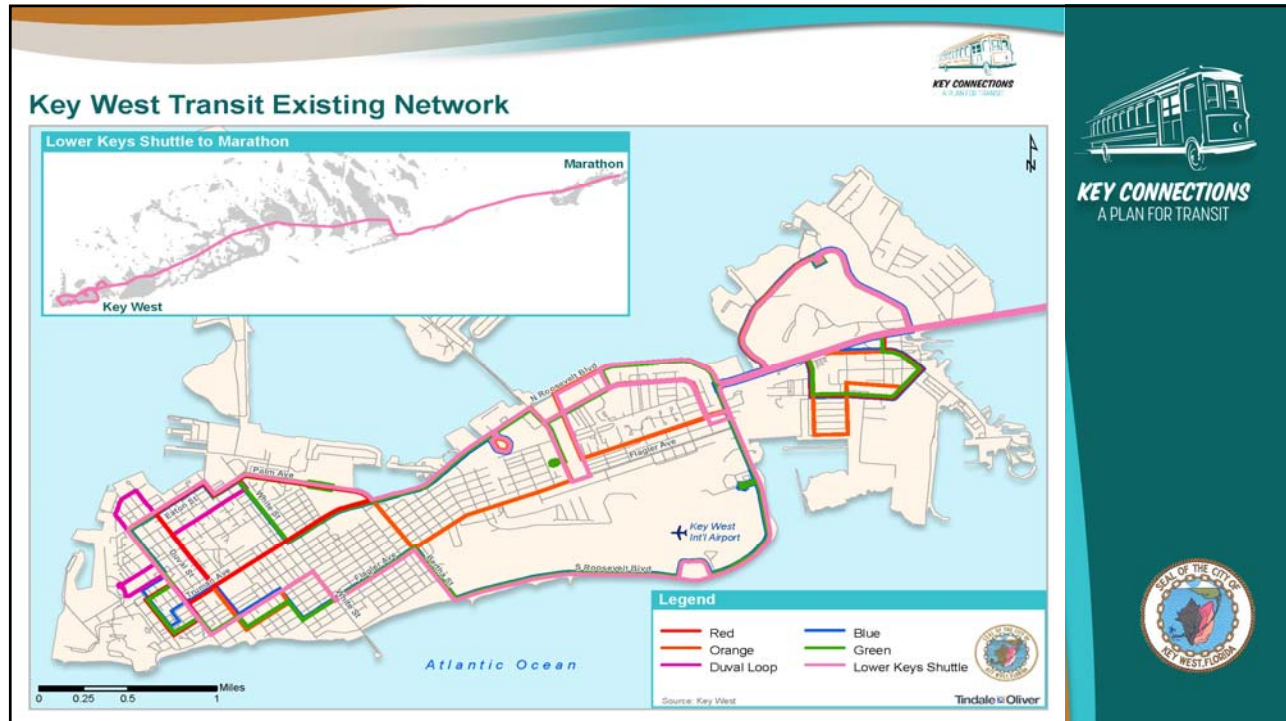 KEY CONNECTIONS
A PLAN FOR TRANSIT
Key West Transit Existing Network
Lower Keys Shuttle to Marathon
Marathon
Key West
N
N Roosevelt Blvd
Palm Ave
Eaton St
White St
Flagler Ave
Duval St
Truman Ave
Key West
Int'l Airport
Flagler Ave
Bertha St
White St
S Roosevelt Blvd
Atlantic Ocean
Miles
0 0.25 0.5 1
Legend
Red
Blue
Orange
Green
Duval Loop
Lower Keys Shuttle
Source: Key West
Tindale Oliver
KEY CONNECTIONS
A PLAN FOR TRANSIT
SEAL OF THE CITY OF
KEY WEST, FLORIDA